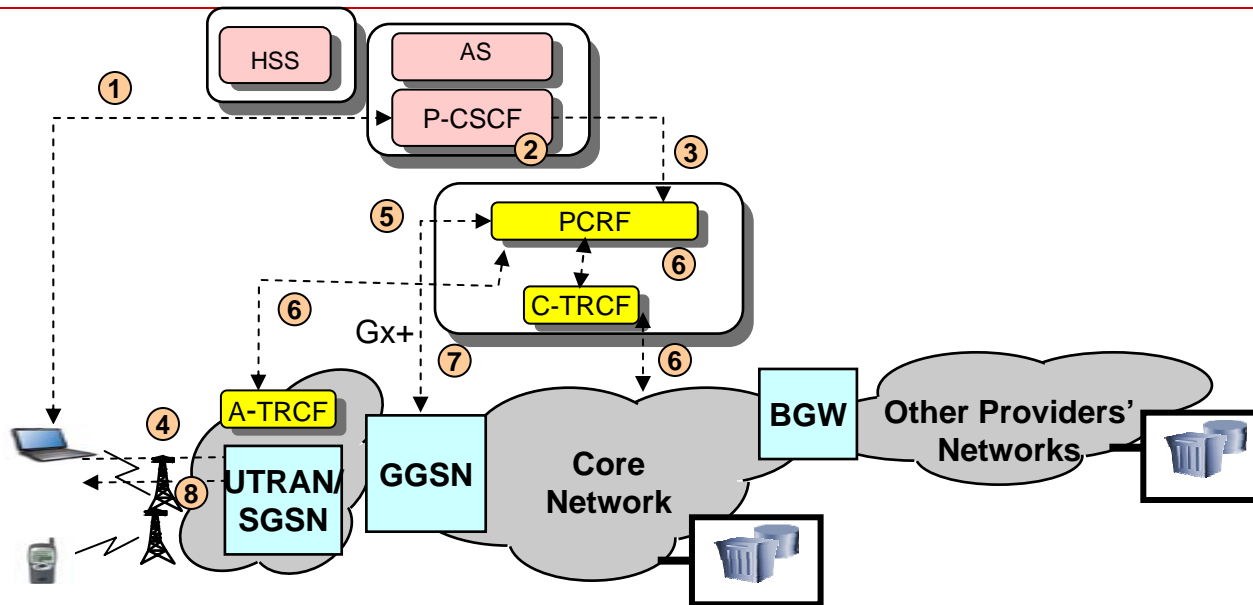 HSS
AS
1
P-CSCF
2
3
5
PCRF
6
6
C-TRCF
Gx+
7
6
A-TRCF
BGW
Other Providers’
Networks
4
GGSN
Core
Network
8
UTRAN/
SGSN